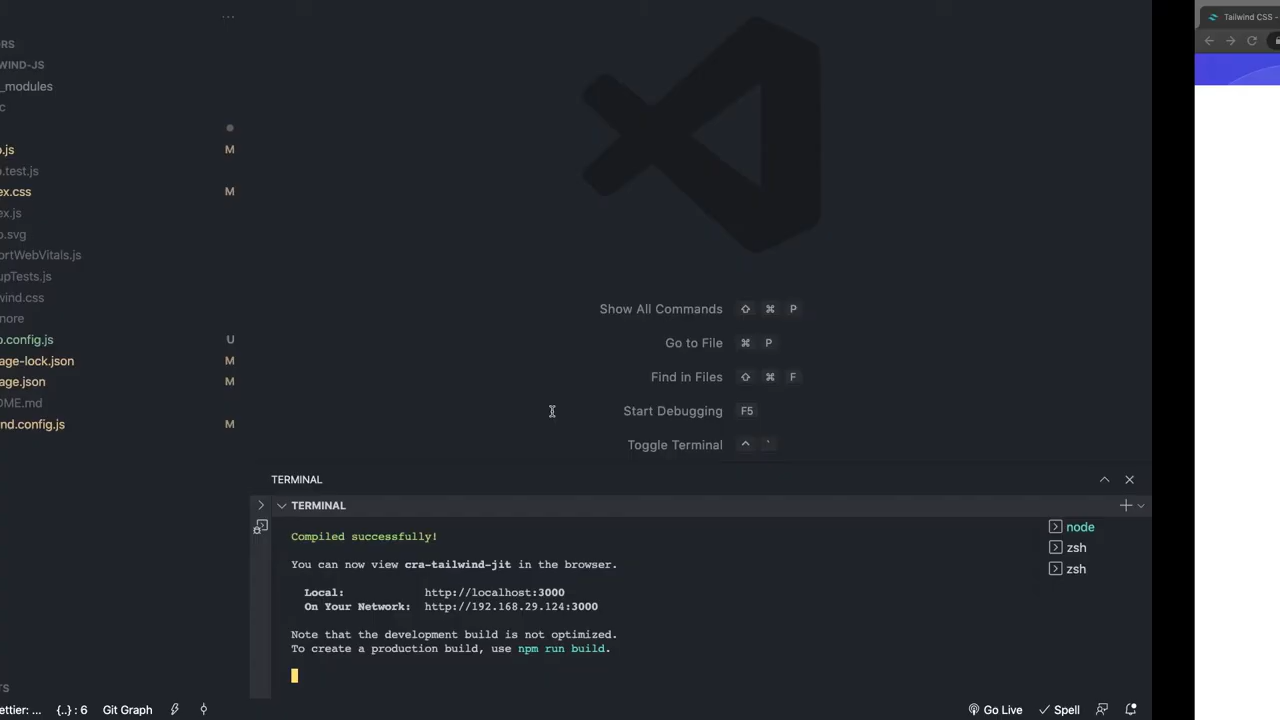 ...
Tailwind CSS -
ORS
WIND-JS
_modules
c
o.js M
o.test.js
ex.css M
ex.js
o.svg
ortWebVitals.js
upTests.js
wind.css
nore
o.config.js U
age-lock.json M
age.json M
DME.md
nd.config.js M
Show All Commands ⇧ ⌘ P
Go to File ⌘ P
Find in Files ⇧ ⌘ F
Start Debugging F5
Toggle Terminal ^ `
TERMINAL
TERMINAL
Compiled successfully!
You can now view cra-tailwind-jit in the browser.
Local: http://localhost:3000
On Your Network: http://192.168.29.124:3000
Note that the development build is not optimized.
To create a production build, use npm run build.
node
zsh
zsh
rs
ettier: ... {..} : 6 Git Graph Go Live Spell